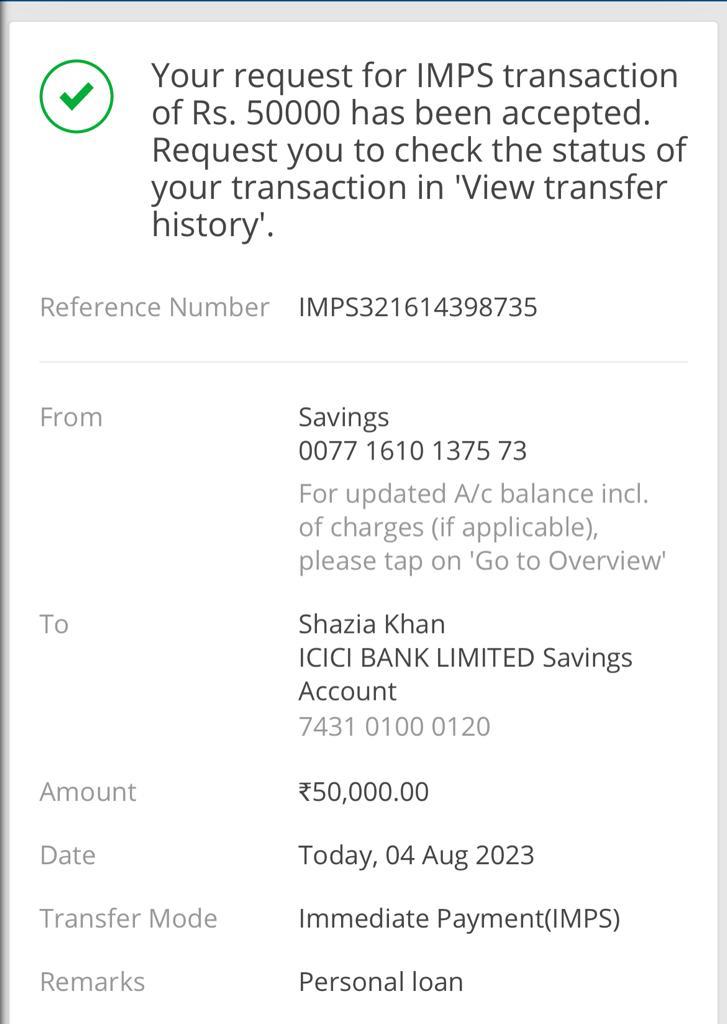 Your request for IMPS transaction
of Rs. 50000 has been accepted.
Request you to check the status of
your transaction in 'View transfer
history'.
Reference Number IMPS321614398735
From Savings
0077 1610 1375 73
For updated A/c balance incl.
of charges (if applicable),
please tap on 'Go to Overview'
To Shazia Khan
ICICI BANK LIMITED Savings
Account
7431 0100 0120
Amount ₹50,000.00
Date Today, 04 Aug 2023
Transfer Mode Immediate Payment(IMPS)
Remarks Personal loan